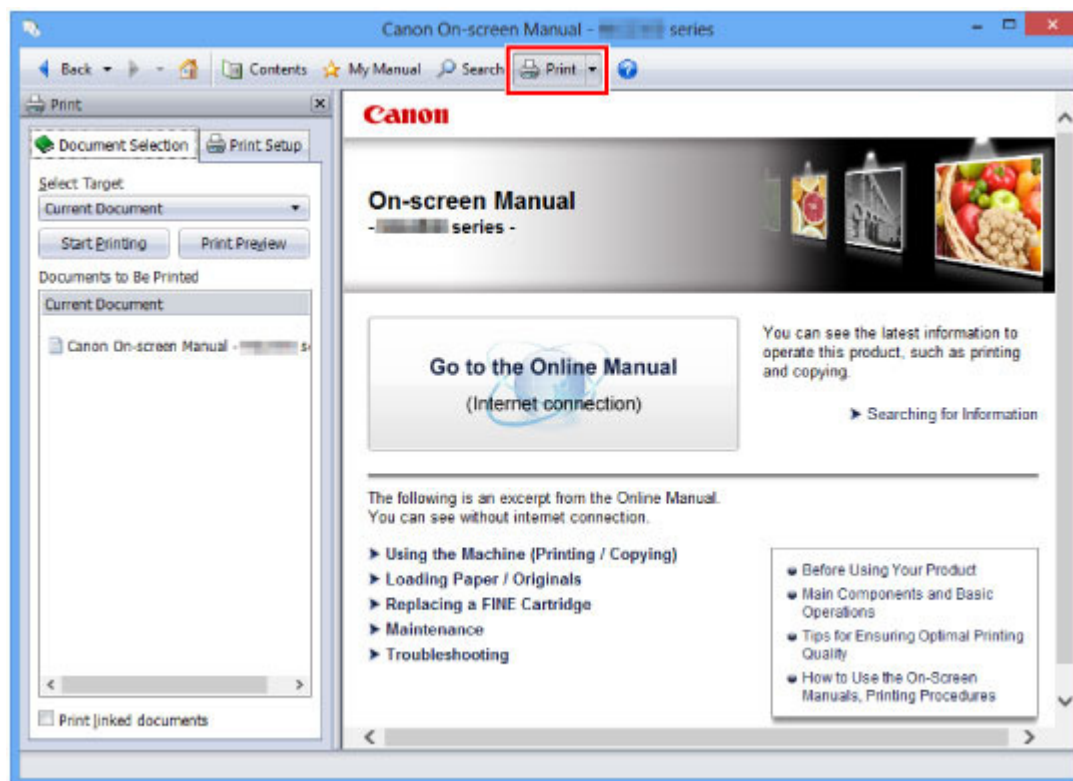 Canon On-screen Manual - series
Back
Contents
My Manual
Search
Print
Print
Document Selection
Print Setup
Select Target
Current Document
Start Printing
Print Preview
Documents to Be Printed
Current Document
Canon On-screen Manual -
Print linked documents
Canon
On-screen Manual
- series -
Go to the Online Manual
(Internet connection)
You can see the latest information to
operate this product, such as printing
and copying.
Searching for Information
The following is an excerpt from the Online Manual.
You can see without internet connection.
Using the Machine (Printing / Copying)
Loading Paper / Originals
Replacing a FINE Cartridge
Maintenance
Troubleshooting
Before Using Your Product
Main Components and Basic
Operations
Tips for Ensuring Optimal Printing
Quality
How to Use the On-Screen
Manuals, Printing Procedures